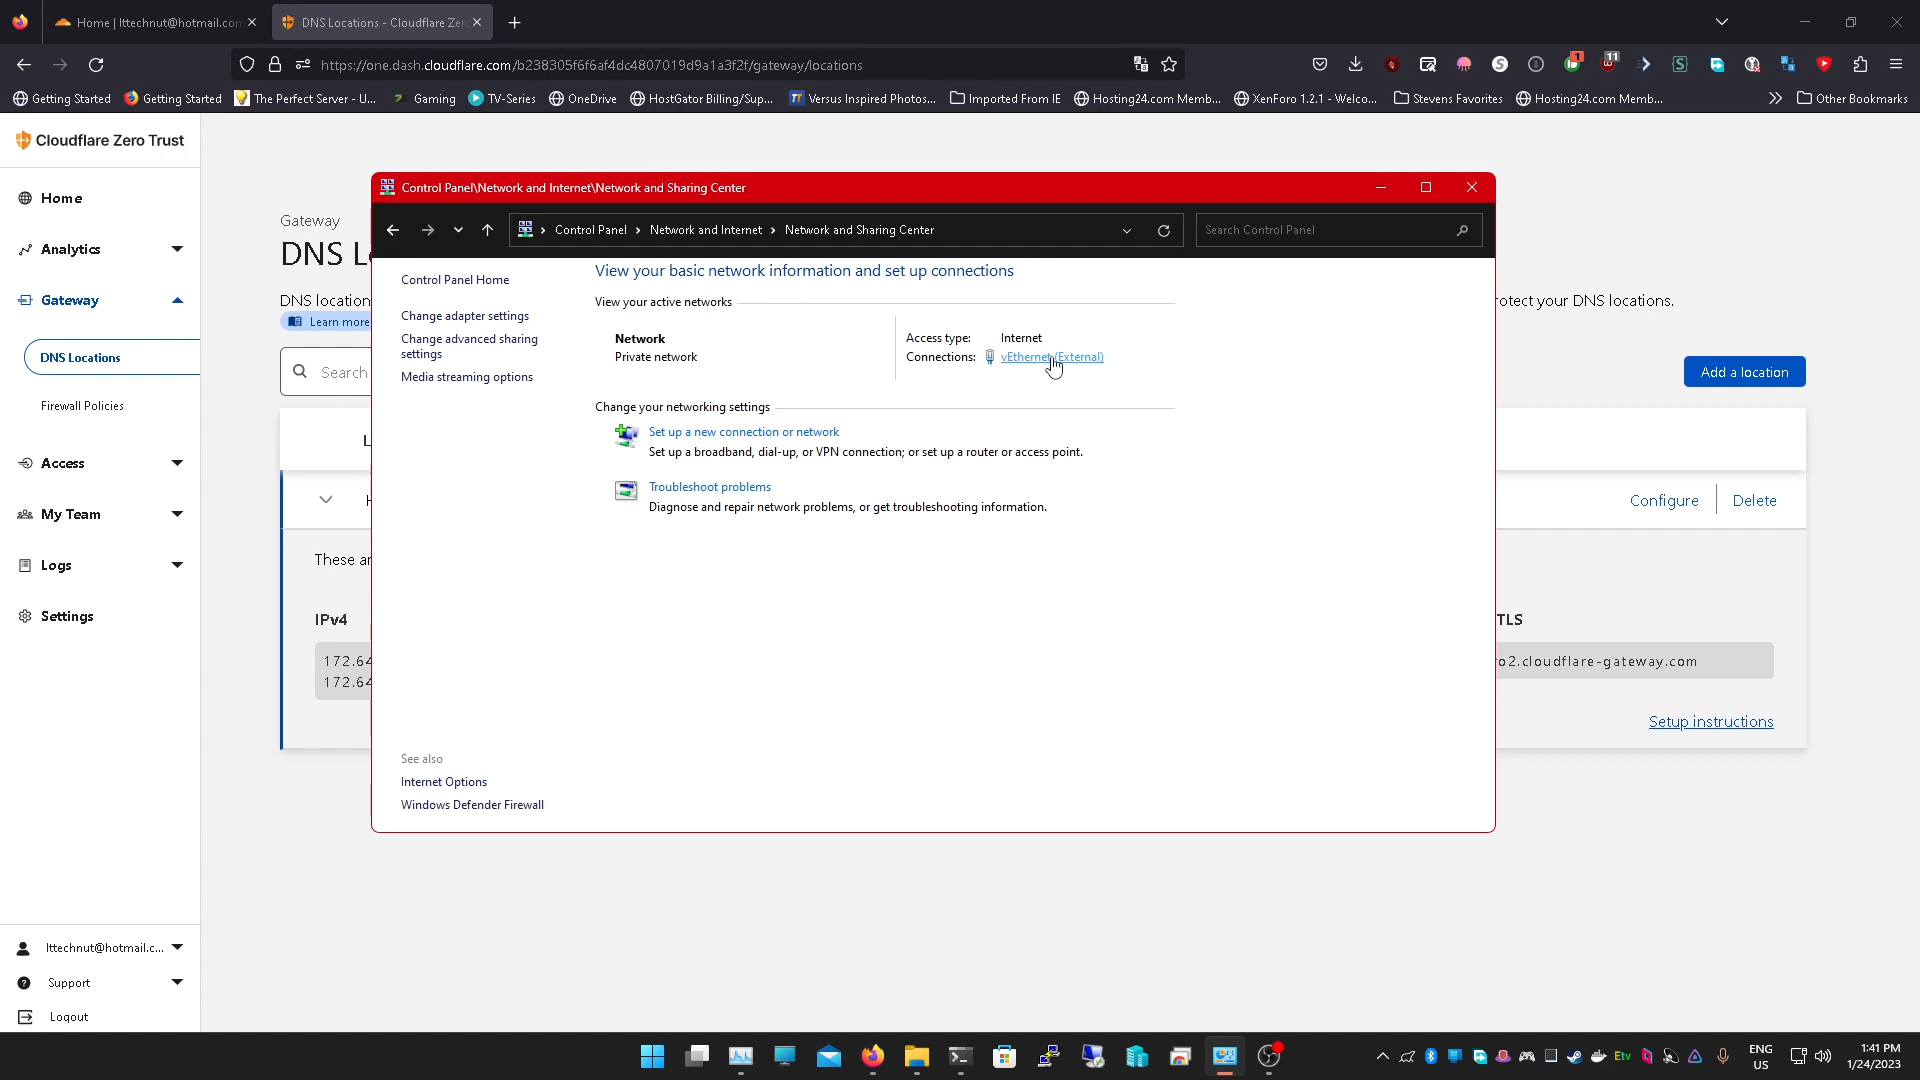 Home | lttechnut@hotmail.con
DNS Locations - Cloudflare Zer
https://one.dash.cloudflare.com/b238305f6f6af4dc4807019d9a1a3f2f/gateway/locations
1
11
Getting Started
Getting Started
The Perfect Server - U...
Gaming
TV-Series
OneDrive
HostGator Billing/Sup...
Versus Inspired Photos...
Imported From IE
Hosting24.com Memb...
XenForo 1.2.1 - Welco...
Stevens Favorites
Hosting24.com Memb...
Other Bookmarks
Cloudflare Zero Trust
Home
Analytics
Gateway
DNS Locations
Firewall Policies
Access
My Team
Logs
Settings
lttechnut@hotmail.c...
Support
Logout
Gateway
DNS L
DNS location
rotect your DNS locations.
Learn more
Search
Add a location
Configure
Delete
These ar
IPv4
TLS
172.64
172.64
ro2.cloudflare-gateway.com
Setup instructions
Control Panel\Network and Internet\Network and Sharing Center
Control Panel
Network and Internet
Network and Sharing Center
Search Control Panel
Control Panel Home
Change adapter settings
Change advanced sharing
settings
Media streaming options
View your basic network information and set up connections
View your active networks
Network
Private network
Access type:
Internet
Connections:
vEthernet (External)
Change your networking settings
Set up a new connection or network
Set up a broadband, dial-up, or VPN connection; or set up a router or access point.
Troubleshoot problems
Diagnose and repair network problems, or get troubleshooting information.
See also
Internet Options
Windows Defender Firewall
Etv
ENG
US
1:41 PM
1/24/2023